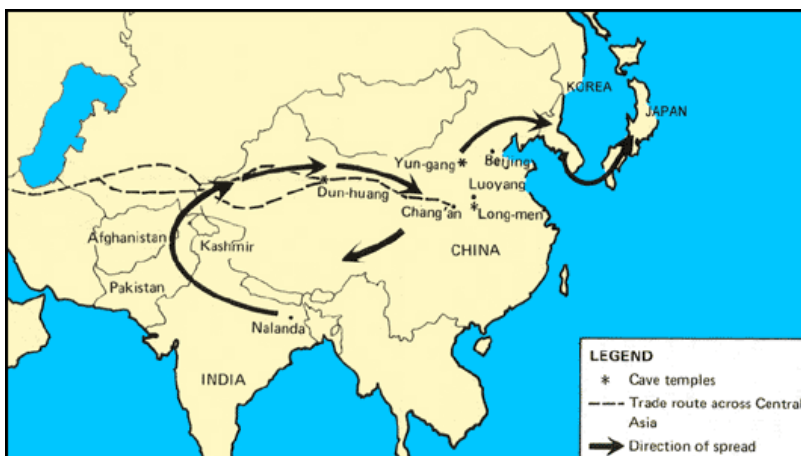 KOREA
JAPAN
Yun-gang
Beijing
Luoyang
Dun-huang
Chang'an
Long-men
Afghanistan
Kashmir
CHINA
Pakistan
Nalanda
INDIA
LEGEND
* Cave temples
Trade route across Central
Asia
Direction of spread